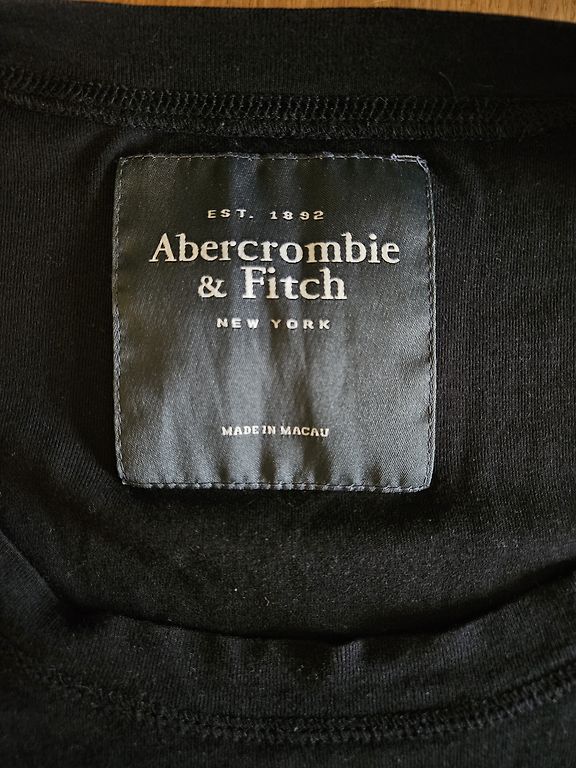 EST. 1892
Abercrombie
& Fitch
NEW YORK
MADE IN MACAU